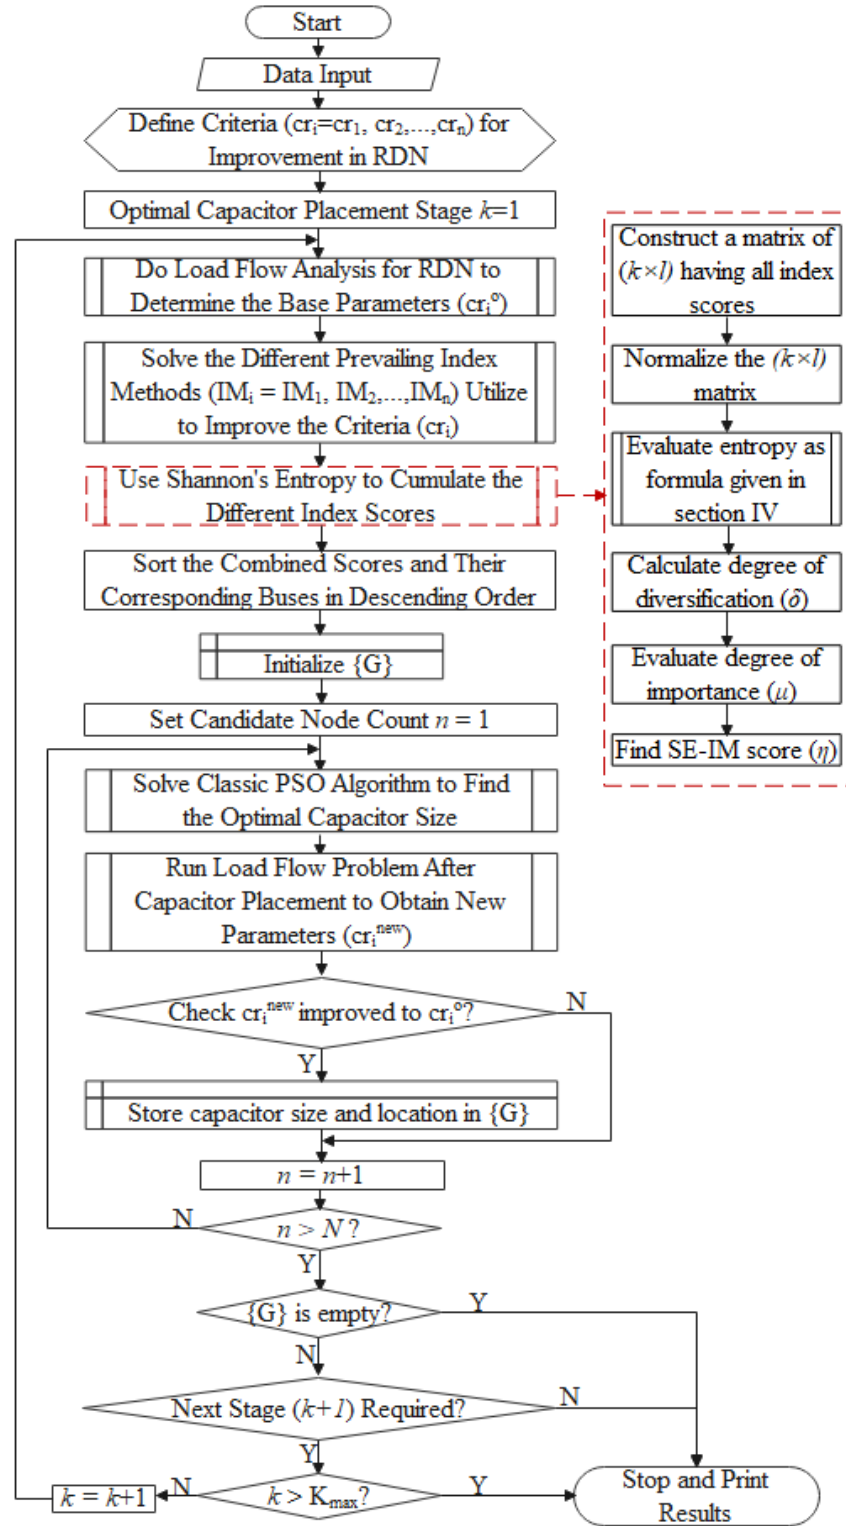 Start
Data Input
Define Criteria (crᵢ=cr₁, cr₂,...,crₙ) for
Improvement in RDN
Optimal Capacitor Placement Stage k=1
Do Load Flow Analysis for RDN to
Determine the Base Parameters (crᵢº)
Solve the Different Prevailing Index
Methods (IMᵢ = IM₁, IM₂,...,IMₙ) Utilize
to Improve the Criteria (crᵢ)
Use Shannon's Entropy to Cumulate the
Different Index Scores
Sort the Combined Scores and Their
Corresponding Buses in Descending Order
Initialize {G}
Set Candidate Node Count n = 1
Solve Classic PSO Algorithm to Find
the Optimal Capacitor Size
Run Load Flow Problem After
Capacitor Placement to Obtain New
Parameters (crᵢⁿᵉʷ)
Check crᵢⁿᵉʷ improved to crᵢº?
N
Y
Store capacitor size and location in {G}
n = n+1
n > N ?
N
Y
{G} is empty?
Y
N
Next Stage (k+1) Required?
N
Y
k > Kₘₐₓ?
N
Y
k = k+1
Stop and Print
Results
Construct a matrix of
(k×l) having all index
scores
Normalize the (k×l)
matrix
Evaluate entropy as
formula given in
section IV
Calculate degree of
diversification (δ)
Evaluate degree of
importance (μ)
Find SE-IM score (η)